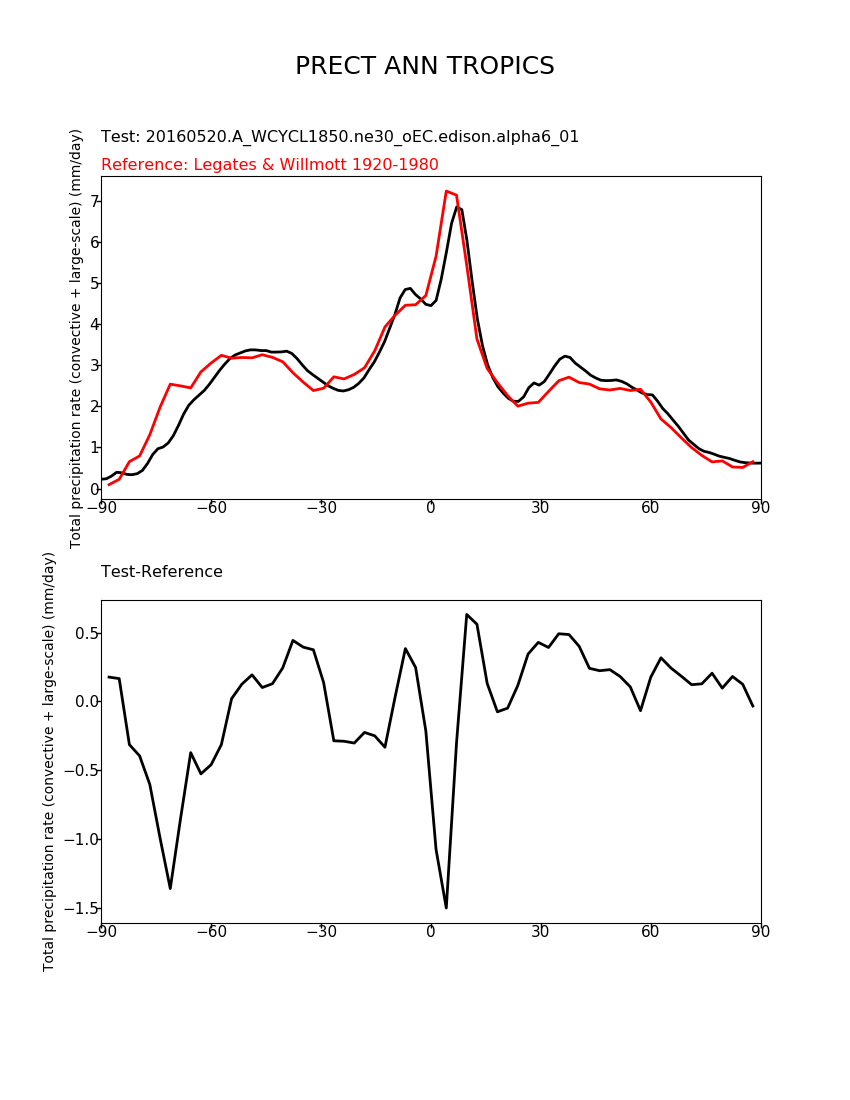 PRECT ANN TROPICS
Test: 20160520.A_WCYCL1850.ne30_oEC.edison.alpha6_01
Reference: Legates & Willmott 1920-1980
Total precipitation rate (convective + large-scale) (mm/day)
7
6
5
4
3
2
1
0
−90 −60 −30 0 30 60 90
Test-Reference
Total precipitation rate (convective + large-scale) (mm/day)
0.5
0.0
−0.5
−1.0
−1.5
−90 −60 −30 0 30 60 90